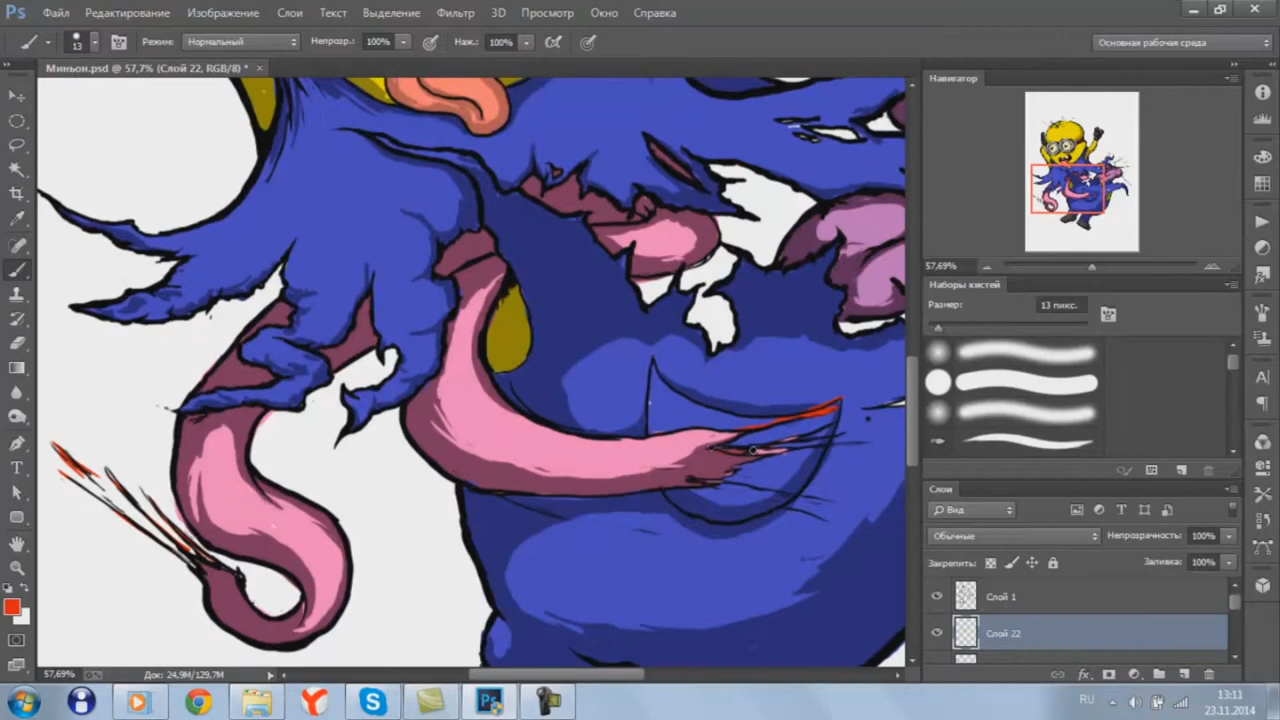 Ps Файл Редактирование Изображение Слои Текст Выделение Фильтр 3D Просмотр Окно Справка
13 Режим: Нормальный Непрозр.: 100% Наж.: 100% Основная рабочая среда
Миньон.psd @ 57,7% (Слой 22, RGB/8) * ×
Навигатор
57,69%
Наборы кистей
Размер: 13 пикс.
Слои
Вид
Обычные Непрозрачность: 100%
Закрепить: Заливка: 100%
Слой 1
Слой 22
57,69% Док: 24,9M/129,7M
RU 13:11
23.11.2014